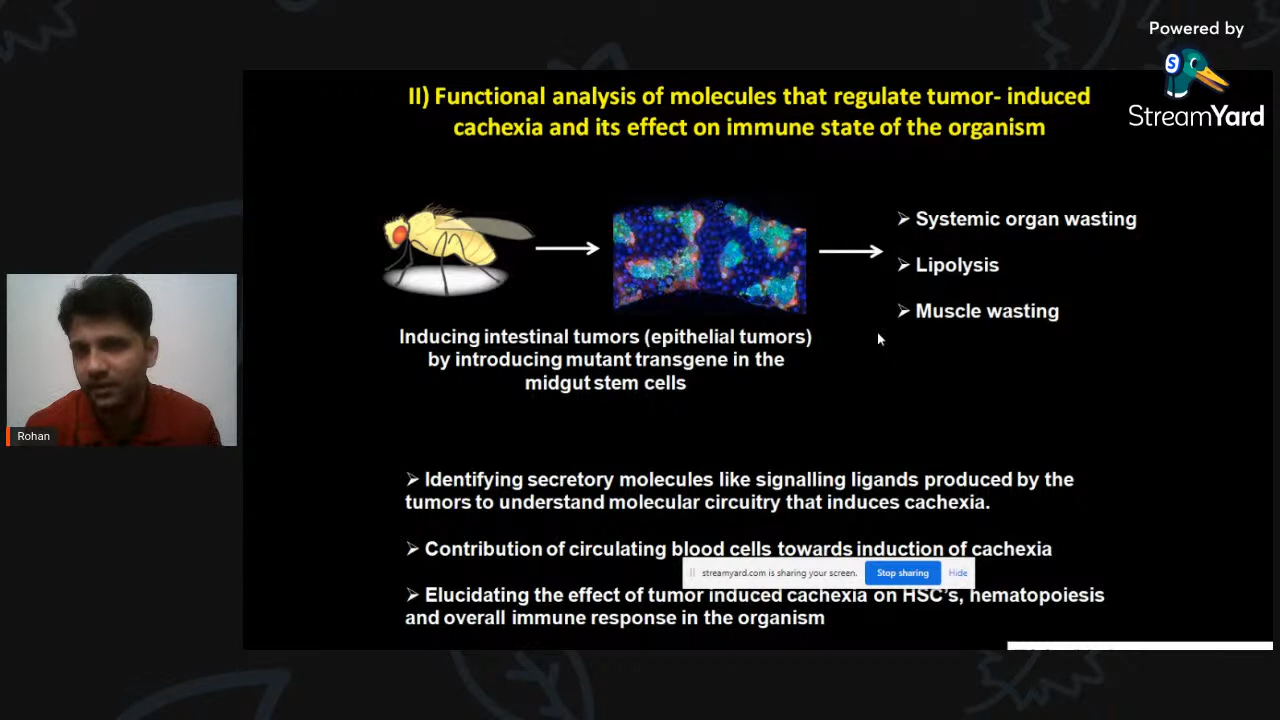 Powered by
S
StreamYard
II) Functional analysis of molecules that regulate tumor- induced
cachexia and its effect on immune state of the organism
➢ Systemic organ wasting
➢ Lipolysis
➢ Muscle wasting
Inducing intestinal tumors (epithelial tumors)
by introducing mutant transgene in the
midgut stem cells
Rohan
➢ Identifying secretory molecules like signalling ligands produced by the
tumors to understand molecular circuitry that induces cachexia.
➢ Contribution of circulating blood cells towards induction of cachexia
streamyard.com is sharing your screen. Stop sharing Hide
➢ Elucidating the effect of tumor induced cachexia on HSC's, hematopoiesis
and overall immune response in the organism